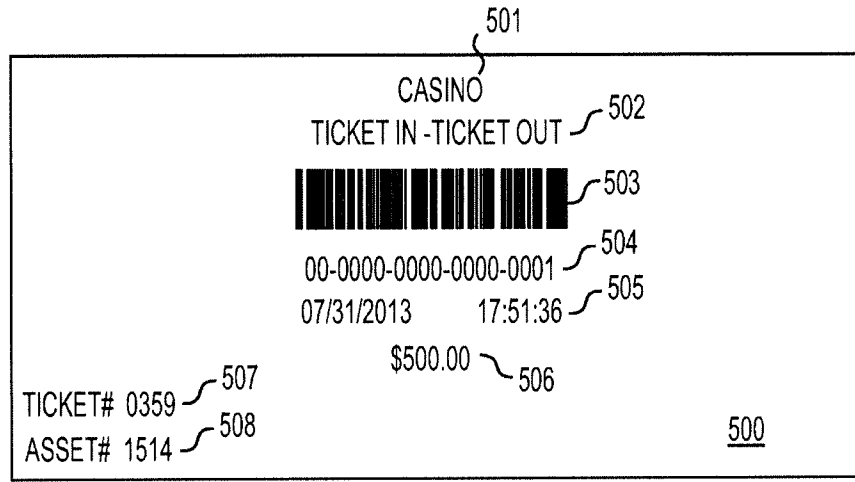 501
CASINO
TICKET IN -TICKET OUT 502
503
00-0000-0000-0000-0001 504
07/31/2013 17:51:36 505
$500.00 506
TICKET# 0359 507
ASSET# 1514 508
500